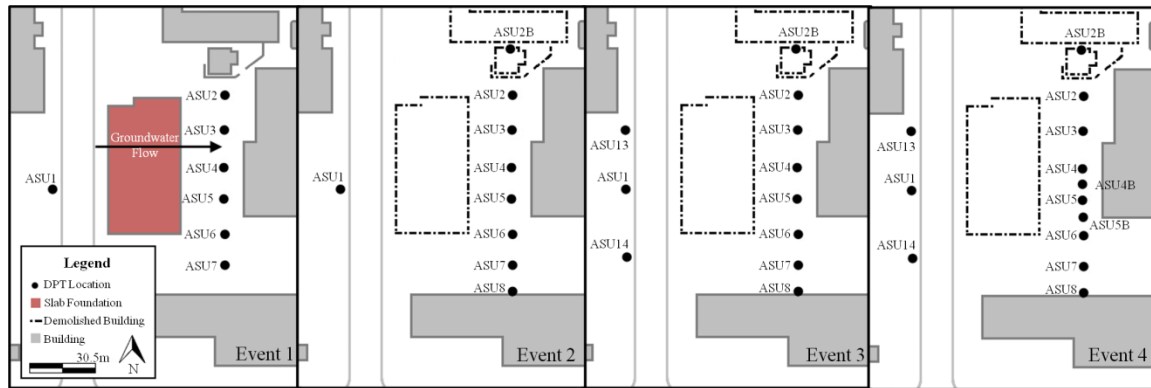 ASU2
ASU3
Groundwater
Flow
ASU4
ASU1
ASU5
ASU6
ASU7
Legend
DPT Location
Slab Foundation
Demolished Building
Building
30.5m
N
Event 1
ASU2B
ASU2
ASU3
ASU4
ASU1
ASU5
ASU6
ASU7
ASU8
Event 2
ASU2B
ASU2
ASU3
ASU13
ASU4
ASU1
ASU5
ASU6
ASU14
ASU7
ASU8
Event 3
ASU2B
ASU2
ASU3
ASU13
ASU4
ASU4B
ASU1
ASU5
ASU5B
ASU6
ASU14
ASU7
ASU8
Event 4